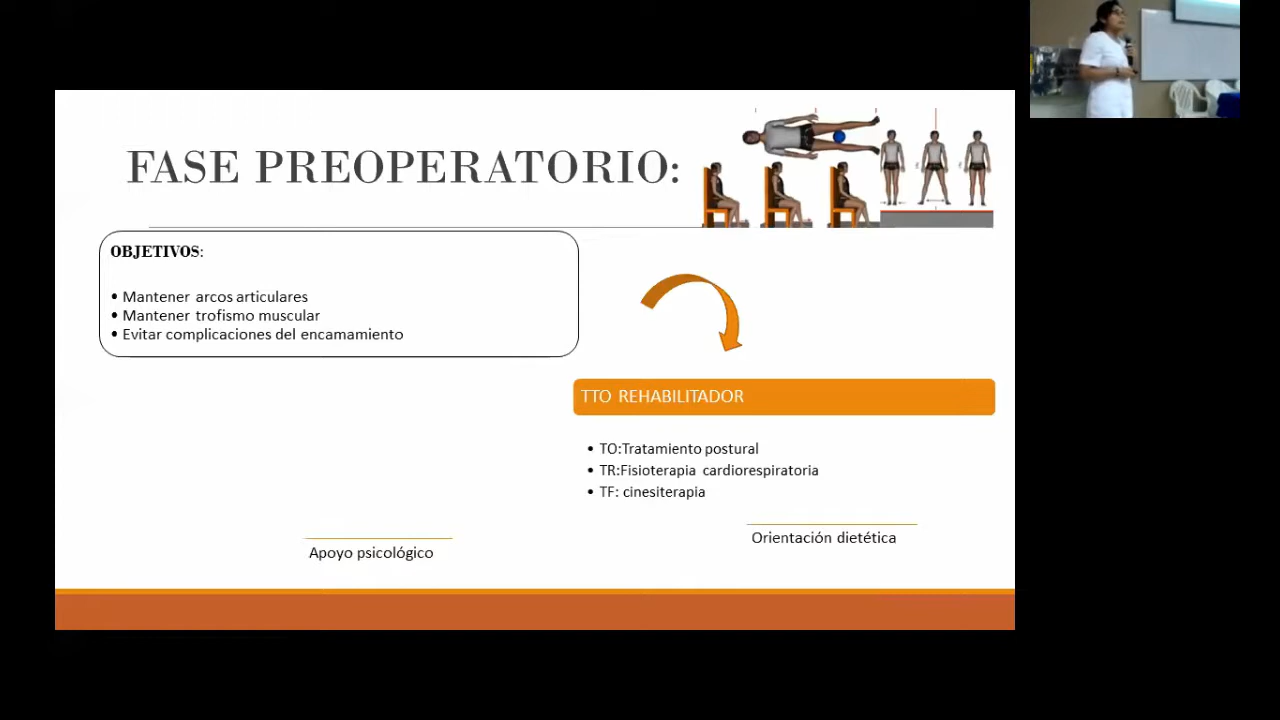 FASE PREOPERATORIO:
OBJETIVOS:
• Mantener arcos articulares
• Mantener trofismo muscular
• Evitar complicaciones del encamamiento
TTO REHABILITADOR
• TO:Tratamiento postural
• TR:Fisioterapia cardiorespiratoria
• TF: cinesiterapia
Orientación dietética
Apoyo psicológico